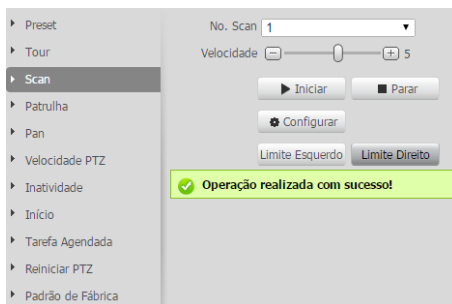 Preset
Tour
Scan
Patrulha
Pan
Velocidade PTZ
Inatividade
Início
Tarefa Agendada
Reiniciar PTZ
Padrão de Fábrica
No. Scan 1
Velocidade 5
Iniciar Parar
Configurar
Limite Esquerdo Limite Direito
Operação realizada com sucesso!